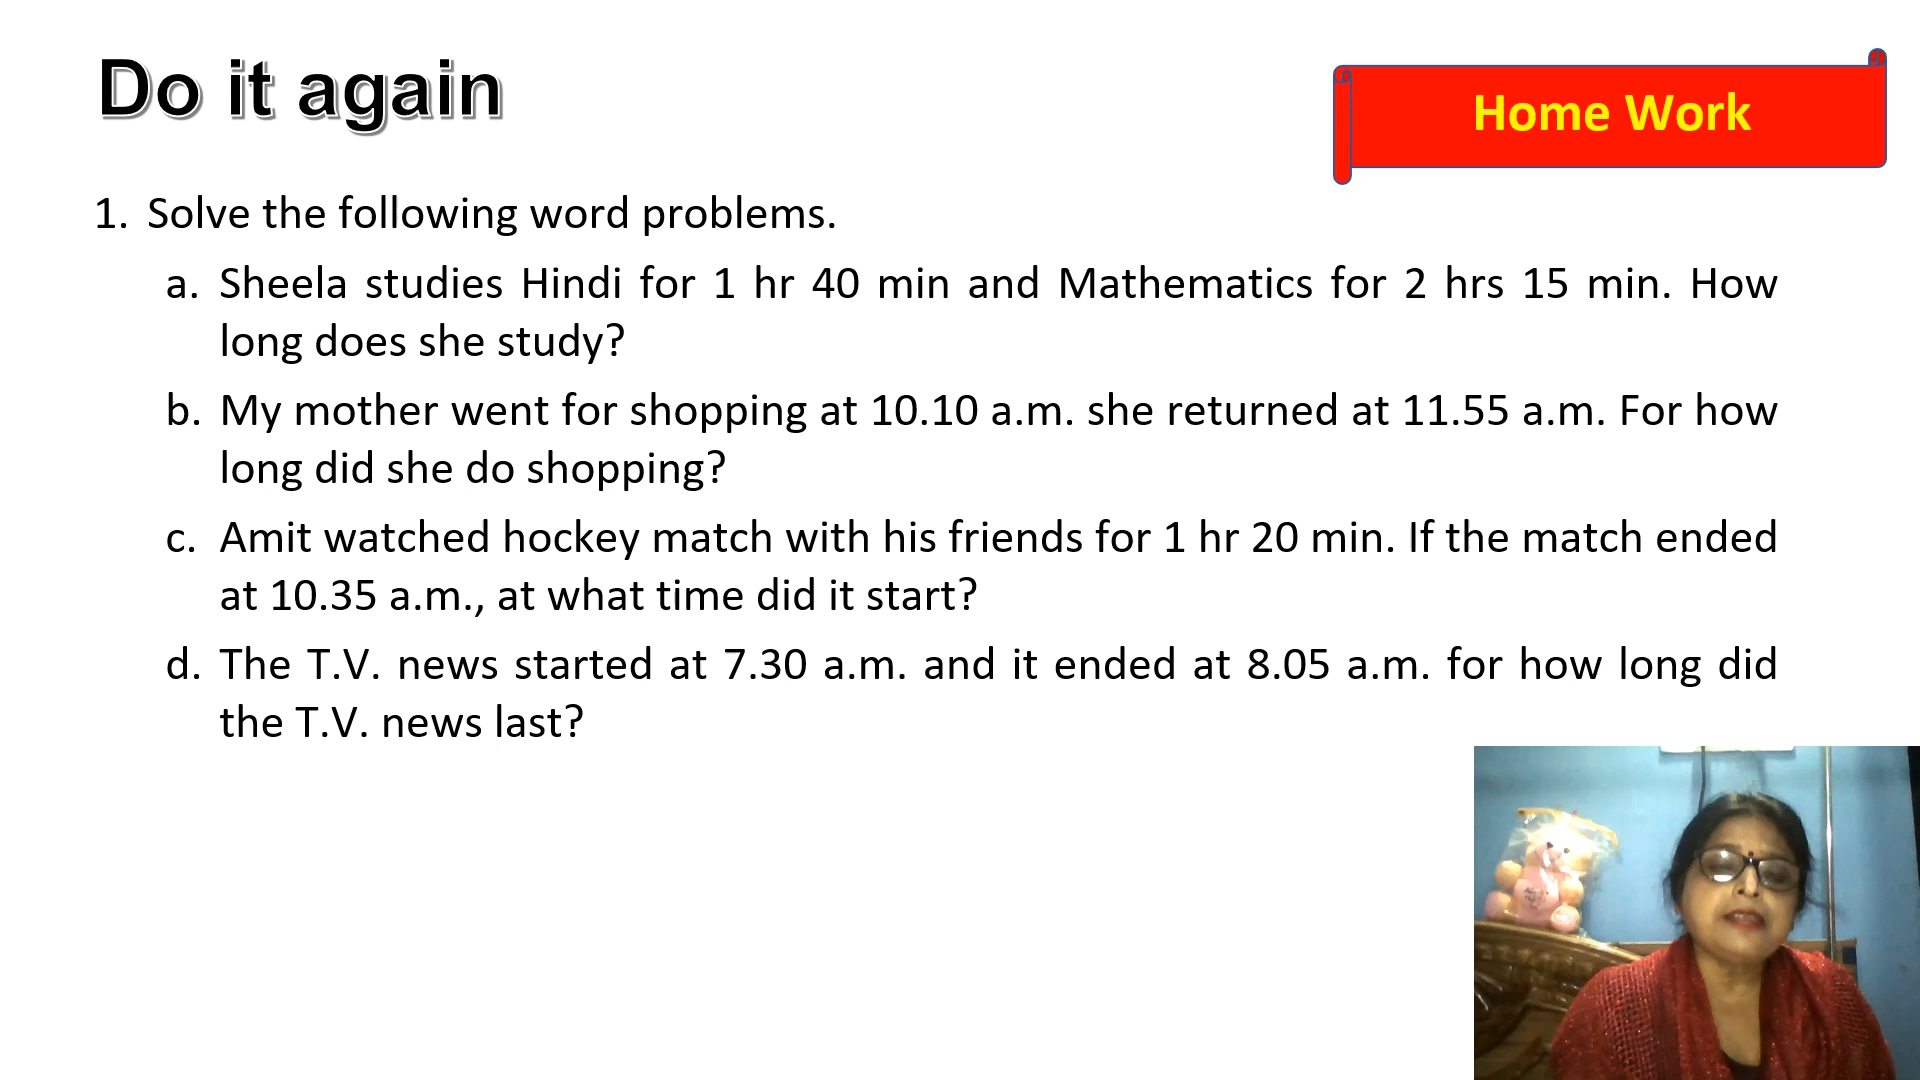 Do it again
Home Work
1. Solve the following word problems.
a. Sheela studies Hindi for 1 hr 40 min and Mathematics for 2 hrs 15 min. How
long does she study?
b. My mother went for shopping at 10.10 a.m. she returned at 11.55 a.m. For how
long did she do shopping?
c. Amit watched hockey match with his friends for 1 hr 20 min. If the match ended
at 10.35 a.m., at what time did it start?
d. The T.V. news started at 7.30 a.m. and it ended at 8.05 a.m. for how long did
the T.V. news last?